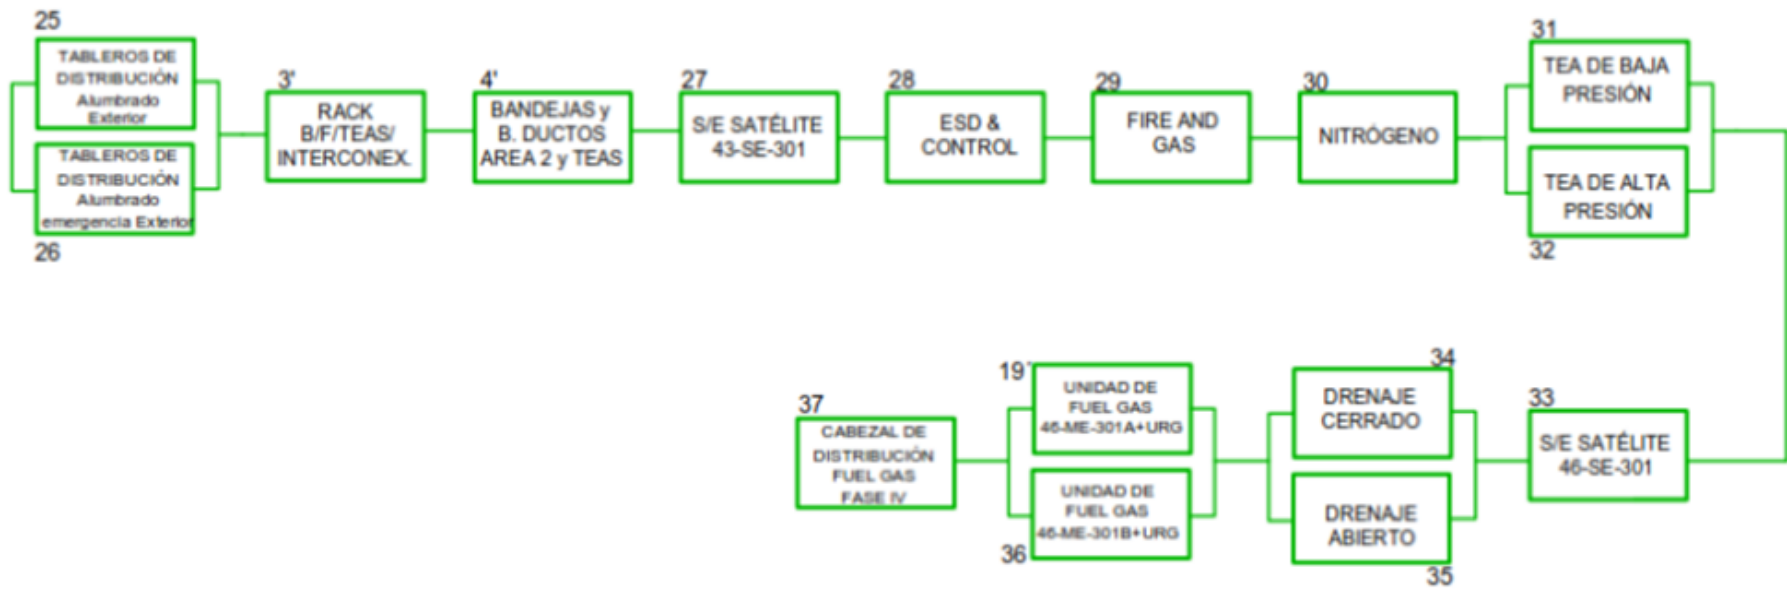 25
TABLEROS DE
DISTRIBUCIÓN
Alumbrado
Exterior
TABLEROS DE
DISTRIBUCIÓN
Alumbrado
emergencia Exterior
26
3'
RACK
B/F/TEAS/
INTERCONEX.
4'
BANDEJAS y
B. DUCTOS
AREA 2 y TEAS
27
S/E SATÉLITE
43-SE-301
28
ESD &
CONTROL
29
FIRE AND
GAS
30
NITRÓGENO
31
TEA DE BAJA
PRESIÓN
TEA DE ALTA
PRESIÓN
32
37
CABEZAL DE
DISTRIBUCIÓN
FUEL GAS
FASE IV
19'
UNIDAD DE
FUEL GAS
46-ME-301A+URG
UNIDAD DE
FUEL GAS
46-ME-301B+URG
36
34
DRENAJE
CERRADO
DRENAJE
ABIERTO
35
33
S/E SATÉLITE
46-SE-301